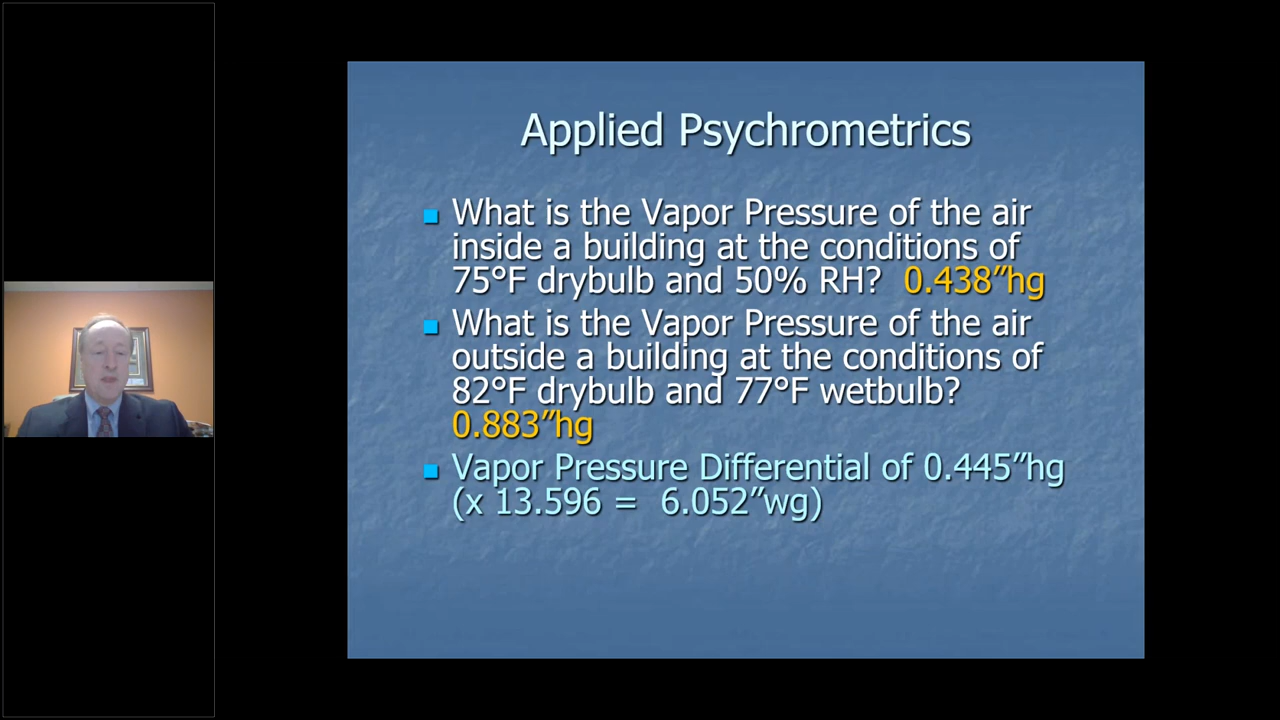 Applied Psychrometrics
What is the Vapor Pressure of the air
inside a building at the conditions of
75°F drybulb and 50% RH? 0.438”hg
What is the Vapor Pressure of the air
outside a building at the conditions of
82°F drybulb and 77°F wetbulb?
0.883”hg
Vapor Pressure Differential of 0.445”hg
(x 13.596 = 6.052”wg)